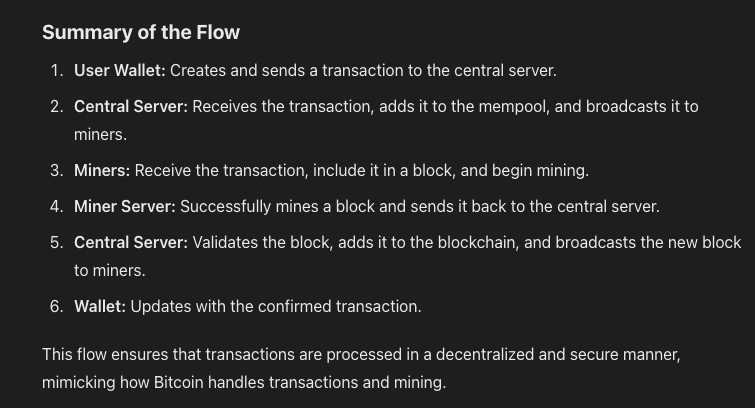 Summary of the Flow
1. User Wallet: Creates and sends a transaction to the central server.
2. Central Server: Receives the transaction, adds it to the mempool, and broadcasts it to
miners.
3. Miners: Receive the transaction, include it in a block, and begin mining.
4. Miner Server: Successfully mines a block and sends it back to the central server.
5. Central Server: Validates the block, adds it to the blockchain, and broadcasts the new block
to miners.
6. Wallet: Updates with the confirmed transaction.
This flow ensures that transactions are processed in a decentralized and secure manner,
mimicking how Bitcoin handles transactions and mining.